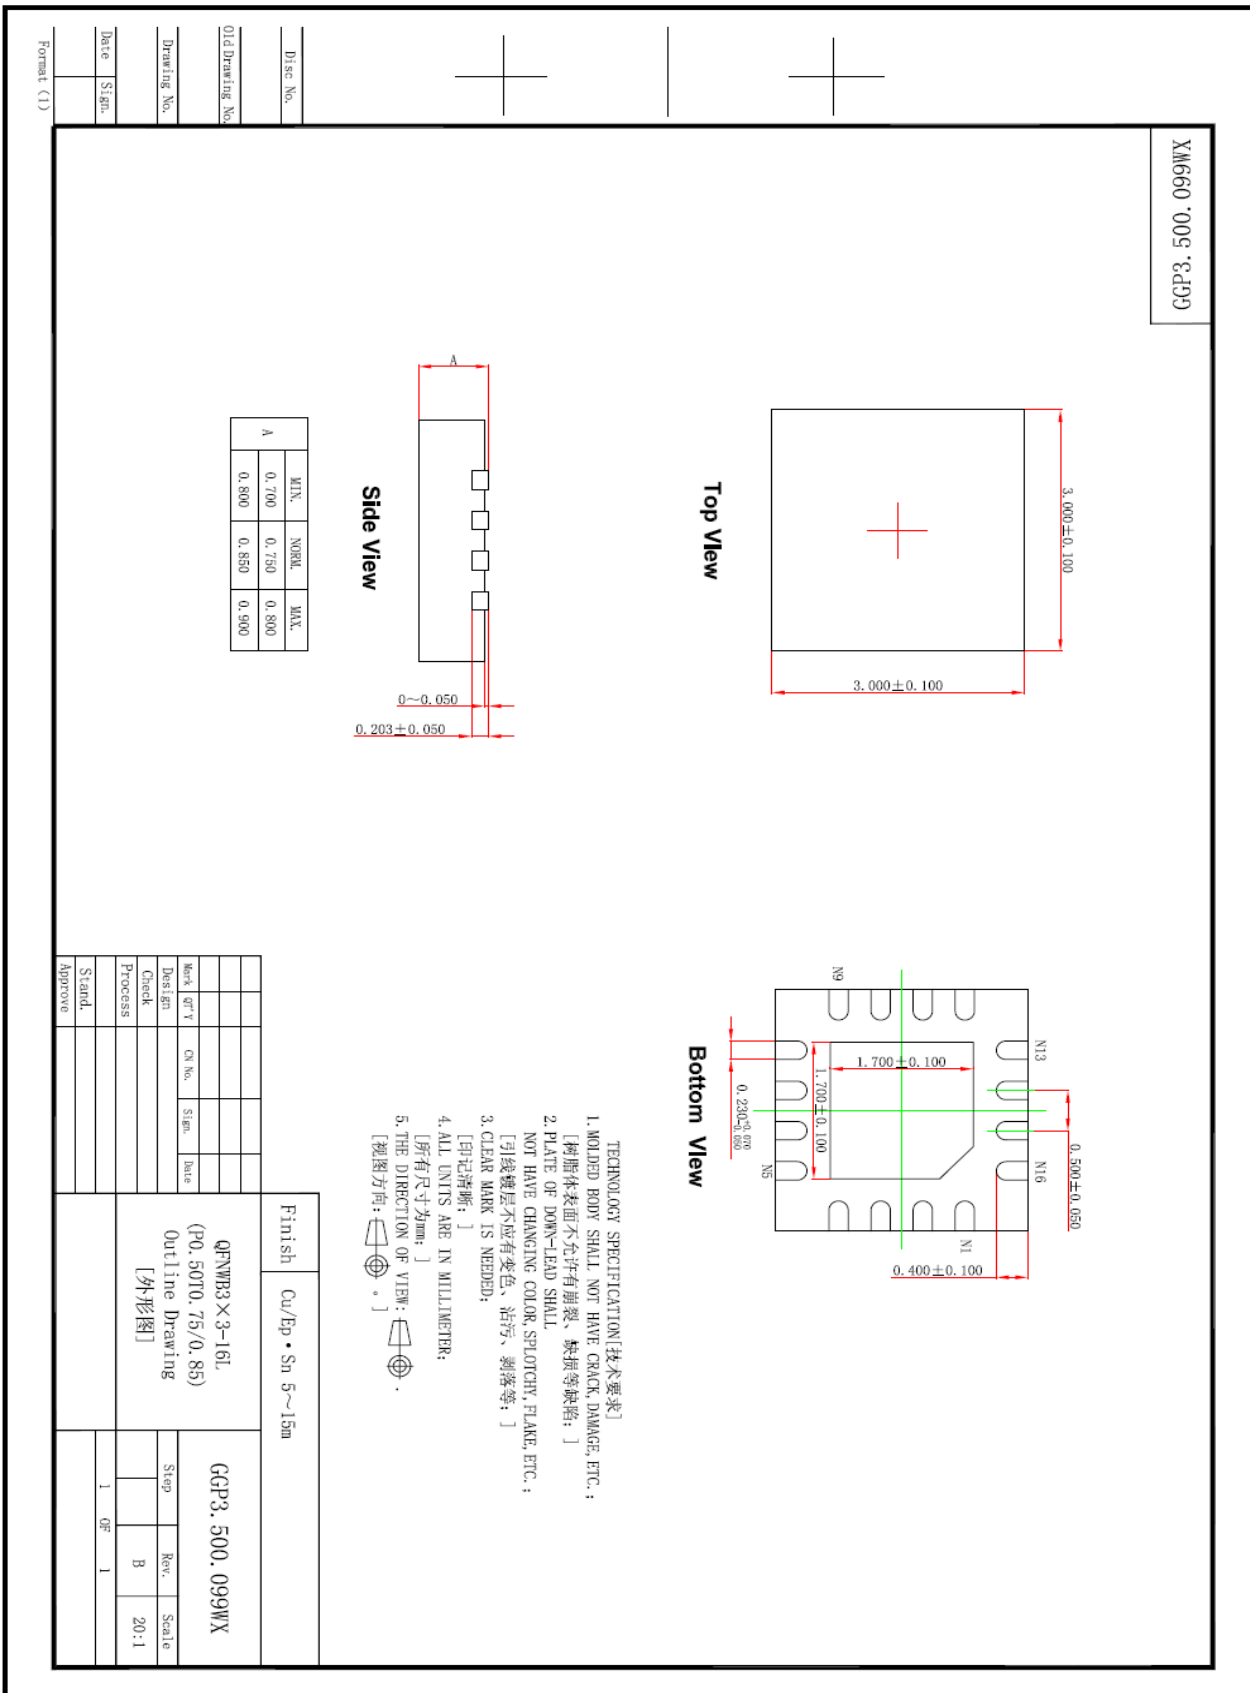 GGP3.500.099WX
Disc No.
Old Drawing No.
Drawing No.
Date Sign.
Format (1)
3.000±0.100
3.000±0.100
Top VIew
N13
N16
0.500±0.050
N9
N1
N5
1.700±0.100
1.700±0.100
0.400±0.100
0.230+0.070-0.050
Bottom VIew
A
0~0.050
0.203±0.050
Side View
MIN. NORM. MAX.
A 0.700 0.750 0.800
0.800 0.850 0.900
TECHNOLOGY SPECIFICATION[技术要求]
1. MOLDED BODY SHALL NOT HAVE CRACK, DAMAGE, ETC. ;
[树脂体表面不允许有崩裂、缺损等缺陷; ]
2. PLATE OF DOWN-LEAD SHALL
NOT HAVE CHANGING COLOR, SPLOTCHY, FLAKE, ETC. ;
[引线镀层不应有变色、沾污、剥落等; ]
3. CLEAR MARK IS NEEDED;
[印记清晰; ]
4. ALL UNITS ARE IN MILLIMETER;
[所有尺寸为mm; ]
5. THE DIRECTION OF VIEW: .
[视图方向: 。]
Finish Cu/Ep·Sn 5~15m
Mark QT'Y CN No. Sign. Date
Design
Check
Process
Stand.
Approve
QFNWB3×3-16L
(P0.50T0.75/0.85)
Outline Drawing
[外形图]
GGP3.500.099WX
Step Rev. Scale
B 20:1
1 OF 1